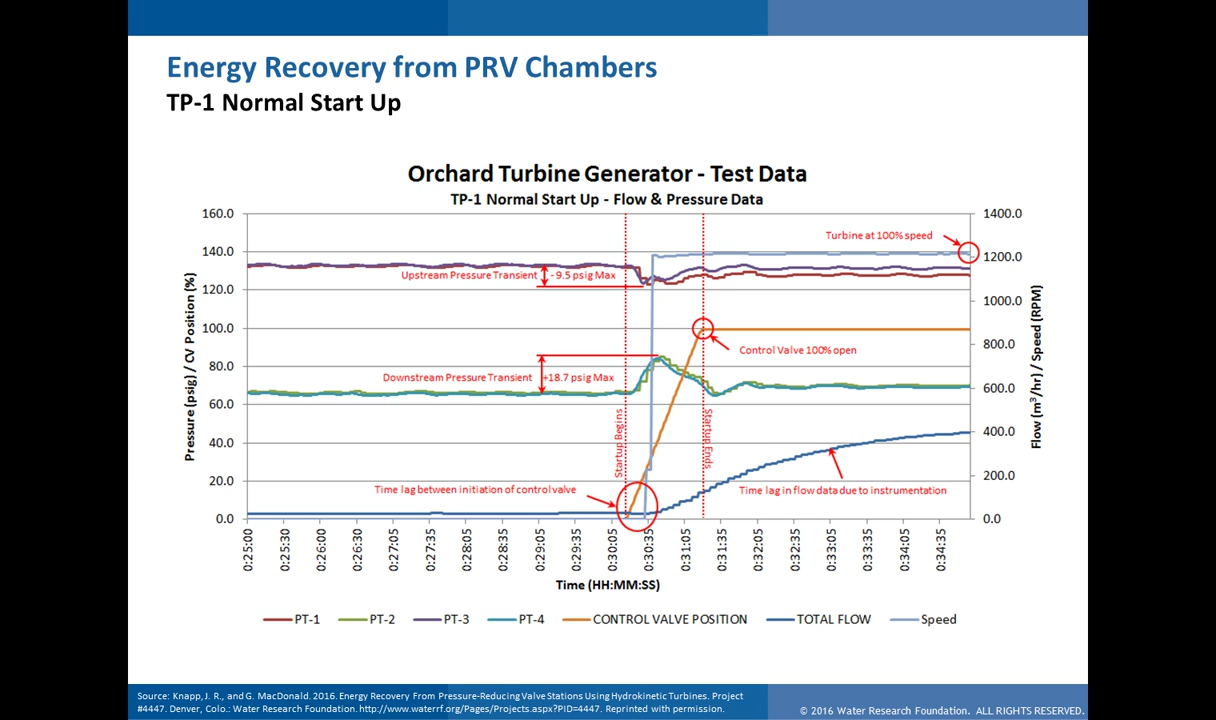 Energy Recovery from PRV Chambers
TP-1 Normal Start Up
Orchard Turbine Generator - Test Data
TP-1 Normal Start Up - Flow & Pressure Data
Pressure (psig) / CV Position (%)
160.0
140.0
120.0
100.0
80.0
60.0
40.0
20.0
0.0
Turbine at 100% speed
Upstream Pressure Transient
- 9.5 psig Max
Control Valve 100% open
Downstream Pressure Transient
+18.7 psig Max
Startup Begins
Startup Ends
Time lag between initiation of control valve
Time lag in flow data due to instrumentation
1400.0
1200.0
1000.0
800.0
600.0
400.0
200.0
0.0
Flow (m³/hr) / Speed (RPM)
0:25:00
0:25:30
0:26:00
0:26:30
0:27:05
0:27:35
0:28:05
0:28:35
0:29:05
0:29:35
0:30:05
0:30:35
0:31:05
0:31:35
0:32:05
0:32:35
0:33:05
0:33:35
0:34:05
0:34:35
Time (HH:MM:SS)
PT-1 PT-2 PT-3 PT-4 CONTROL VALVE POSITION TOTAL FLOW Speed
Source: Knapp, J. R., and G. MacDonald. 2016. Energy Recovery From Pressure-Reducing Valve Stations Using Hydrokinetic Turbines. Project
#4447. Denver, Colo.: Water Research Foundation. http://www.waterrf.org/Pages/Projects.aspx?PID=4447. Reprinted with permission.
© 2016 Water Research Foundation. ALL RIGHTS RESERVED.